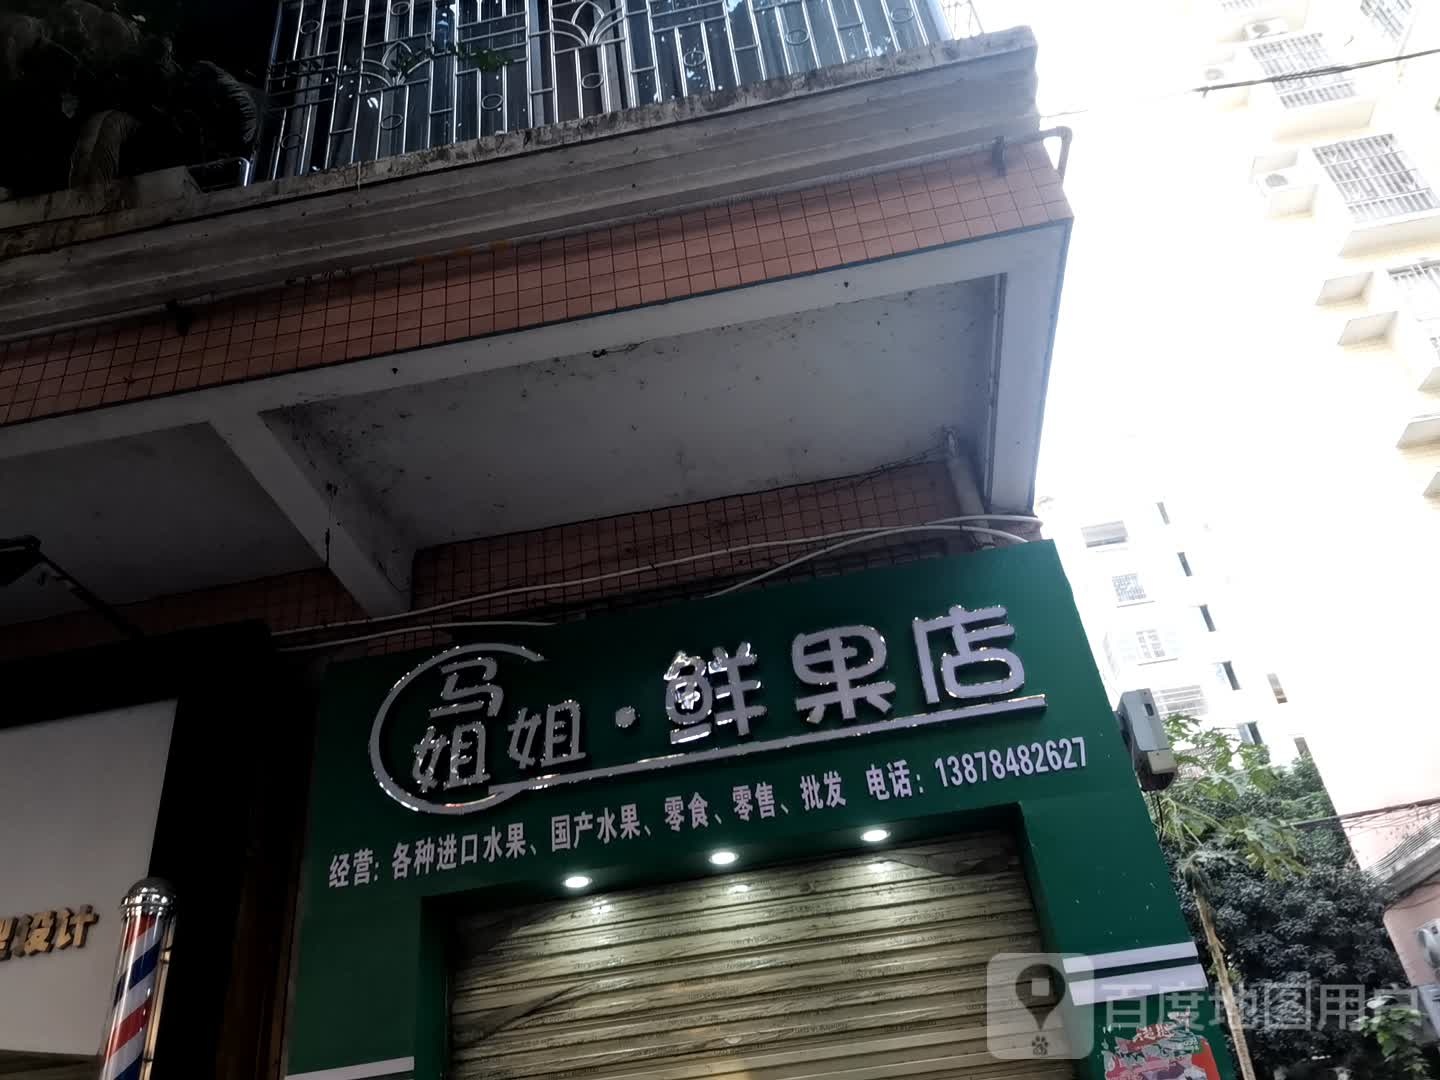 马姐姐·鲜果店
经营：各种进口水果、国产水果、零食、零售、批发 电话：13878482627
设计
百度地图用户